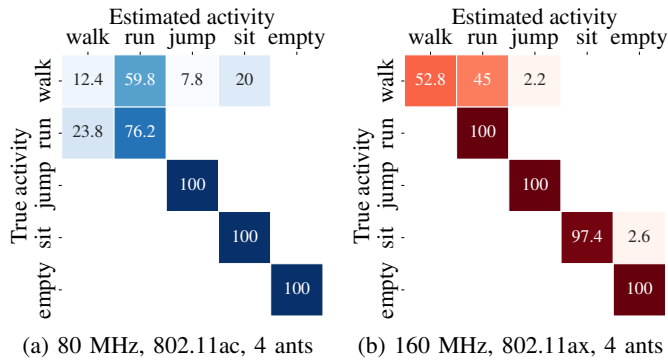 Estimated activity
walk run jump sit empty
True activity
walk 12.4 59.8 7.8 20
run 23.8 76.2
jump 100
sit 100
empty 100
(a) 80 MHz, 802.11ac, 4 ants
Estimated activity
walk run jump sit empty
True activity
walk 52.8 45 2.2
run 100
jump 100
sit 97.4 2.6
empty 100
(b) 160 MHz, 802.11ax, 4 ants